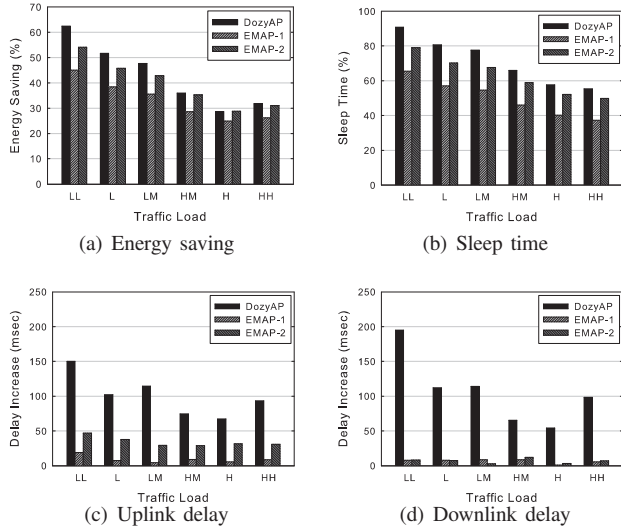 70
60
50
40
30
20
10
0
Energy Saving (%)
DozyAP
EMAP-1
EMAP-2
LL L LM HM H HH
Traffic Load
(a) Energy saving
100
80
60
40
20
0
Sleep Time (%)
DozyAP
EMAP-1
EMAP-2
LL L LM HM H HH
Traffic Load
(b) Sleep time
250
200
150
100
50
0
Delay Increase (msec)
DozyAP
EMAP-1
EMAP-2
LL L LM HM H HH
Traffic Load
(c) Uplink delay
250
200
150
100
50
0
Delay Increase (msec)
DozyAP
EMAP-1
EMAP-2
LL L LM HM H HH
Traffic Load
(d) Downlink delay